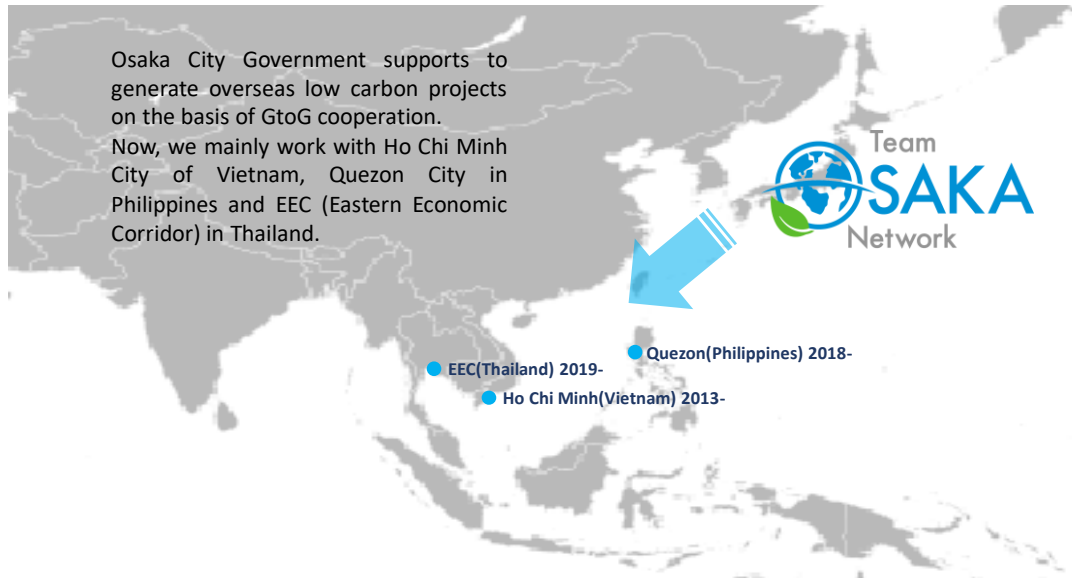 Osaka City Government supports to
generate overseas low carbon projects
on the basis of GtoG cooperation.
Now, we mainly work with Ho Chi Minh
City of Vietnam, Quezon City in
Philippines and EEC (Eastern Economic
Corridor) in Thailand.
Team
OSAKA
Network
Quezon(Philippines) 2018-
EEC(Thailand) 2019-
Ho Chi Minh(Vietnam) 2013-